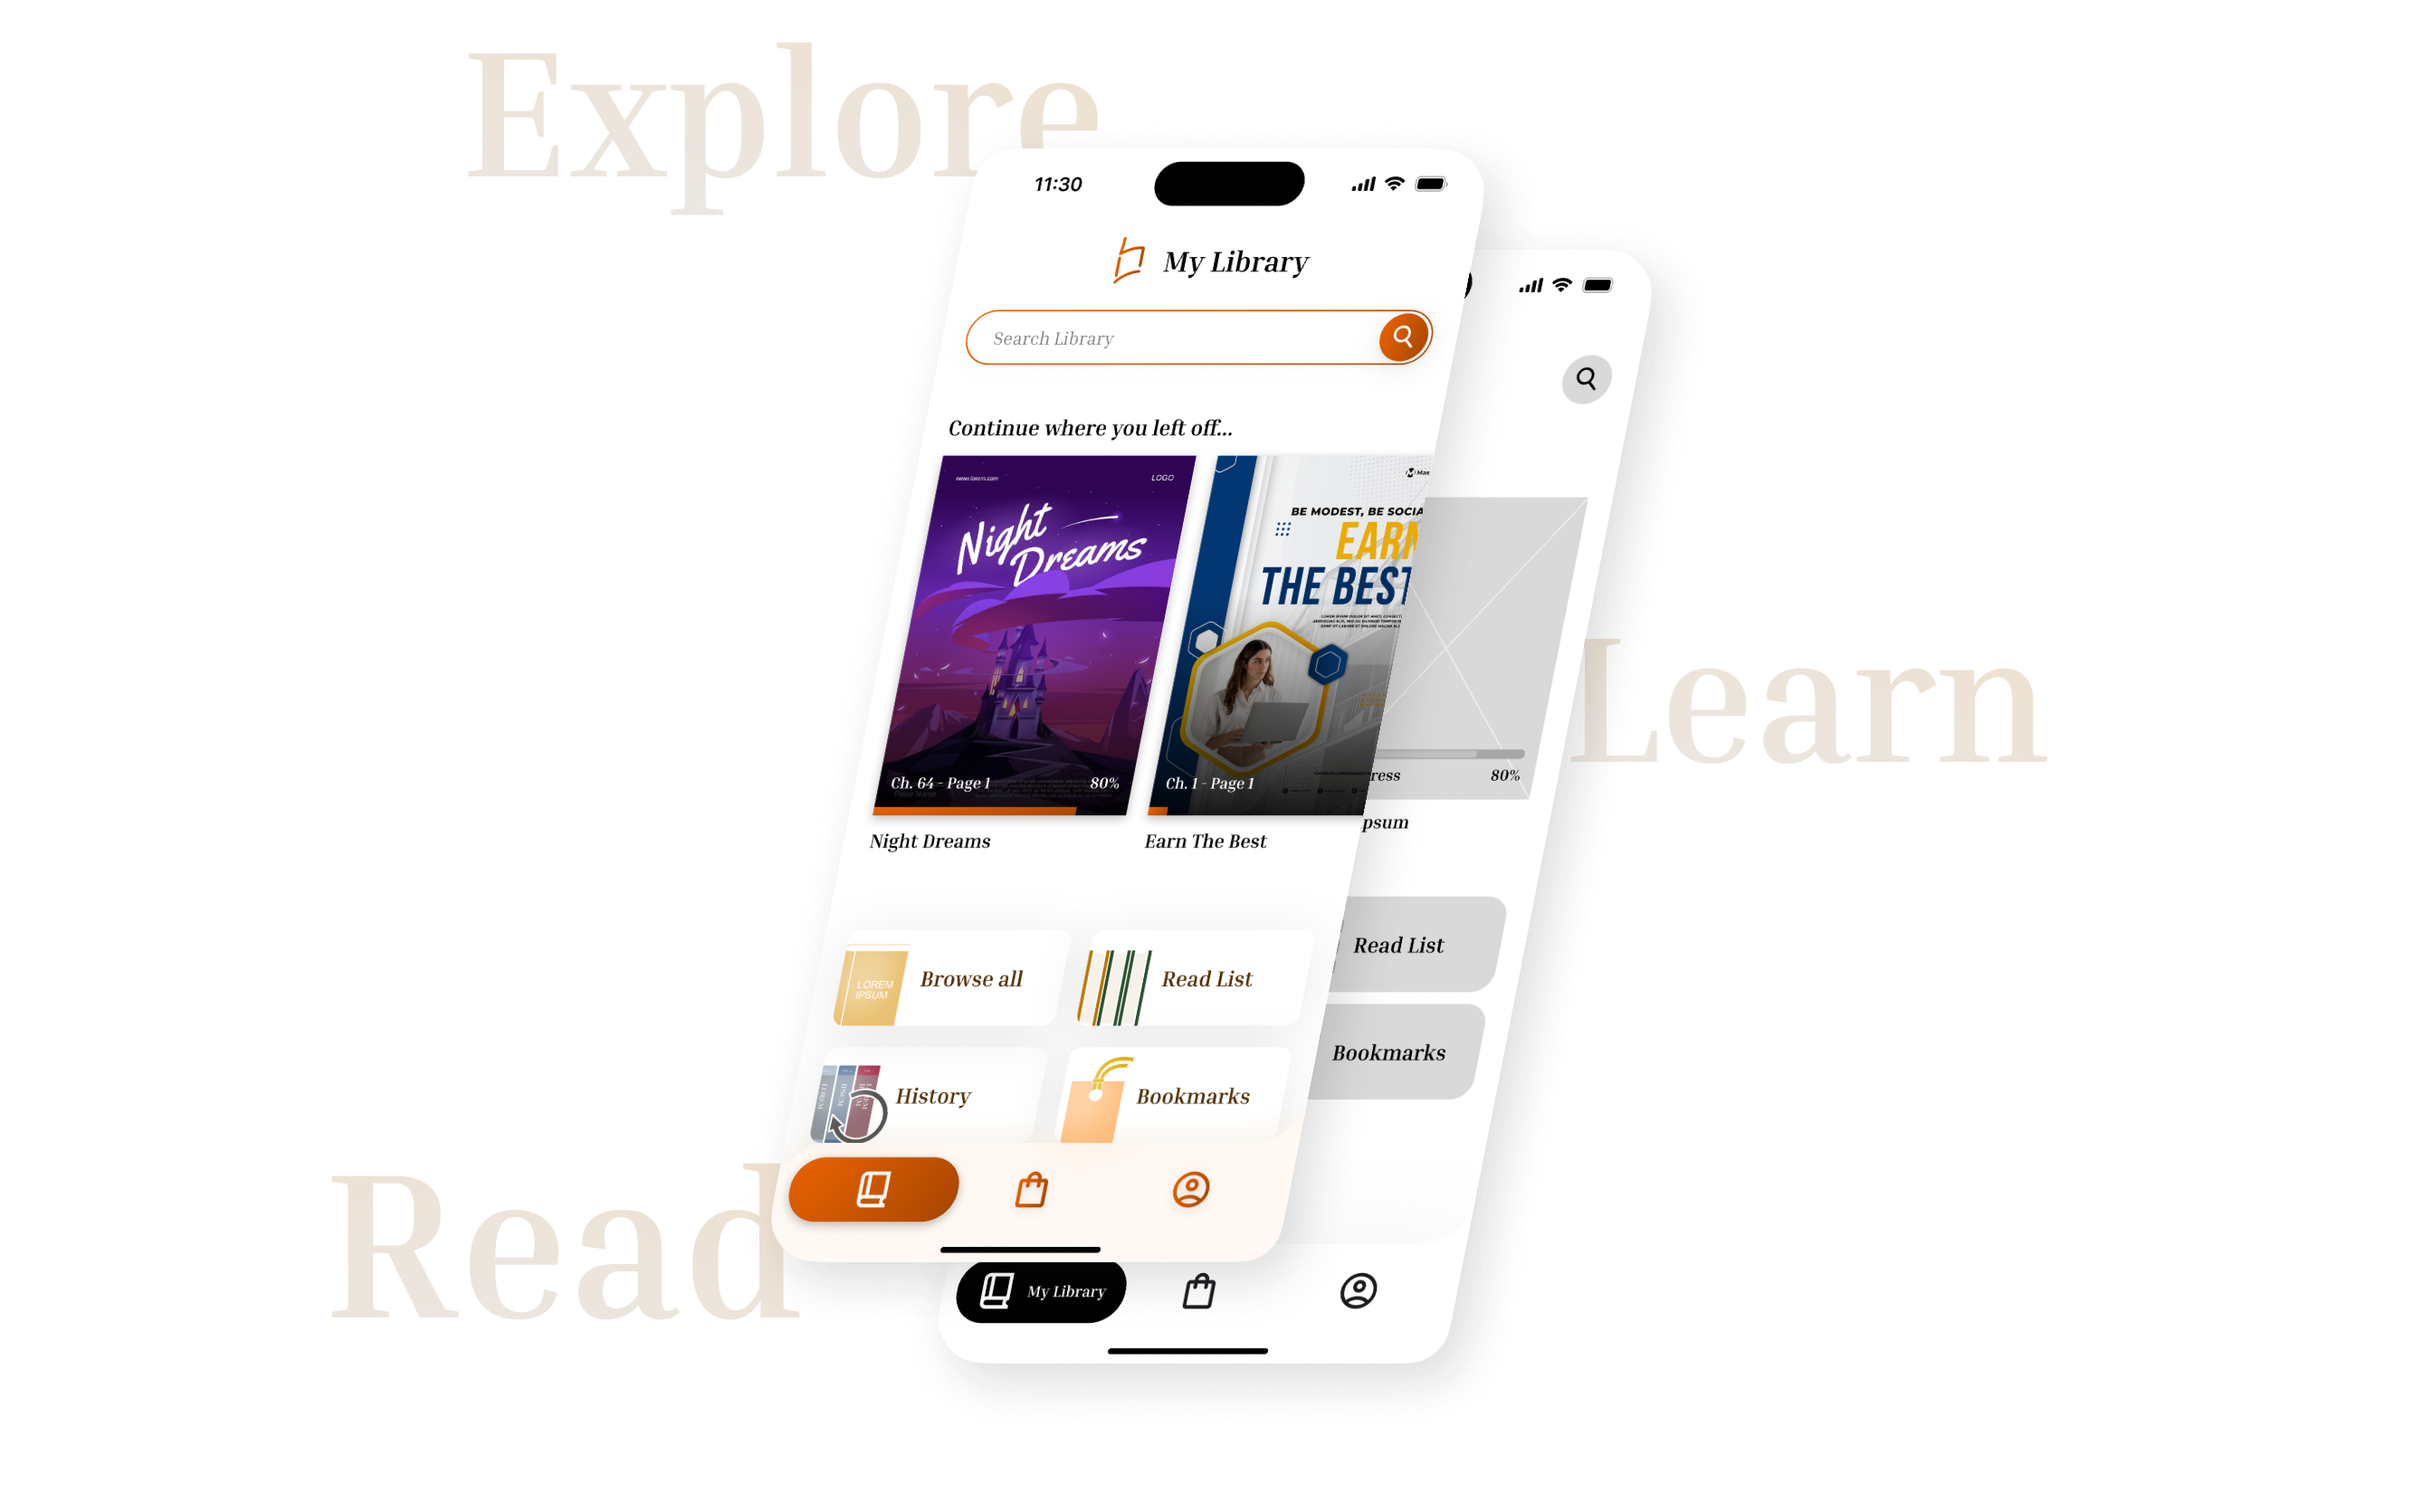 Explore
11:30
My Library
Search Library
Continue where you left off...
www.lorem.com
LOGO
Night
Dreams
Ch. 64 - Page 1
80%
Night Dreams
Max
BE MODEST, BE SOCIA
EARN
THE BEST
Ch. 1 - Page 1
Earn The Best
Browse all
LOREM
IPSUM
Read List
History
Bookmarks
ress
80%
psum
Read List
Bookmarks
My Library
Learn
Read